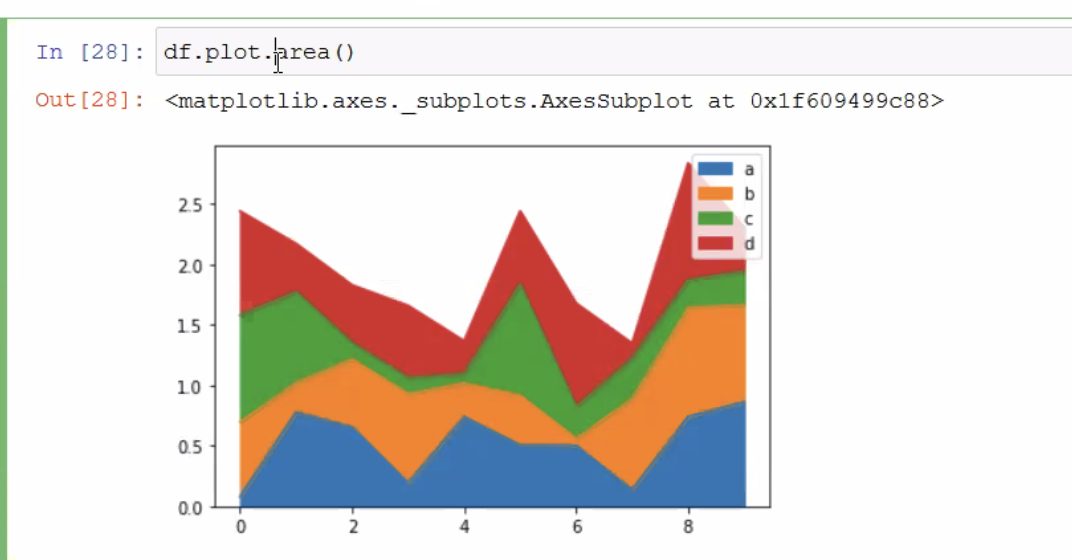 In [28]: df.plot.area()
Out[28]: <matplotlib.axes._subplots.AxesSubplot at 0x1f609499c88>
a
b
c
d
2.5
2.0
1.5
1.0
0.5
0.0
0 2 4 6 8